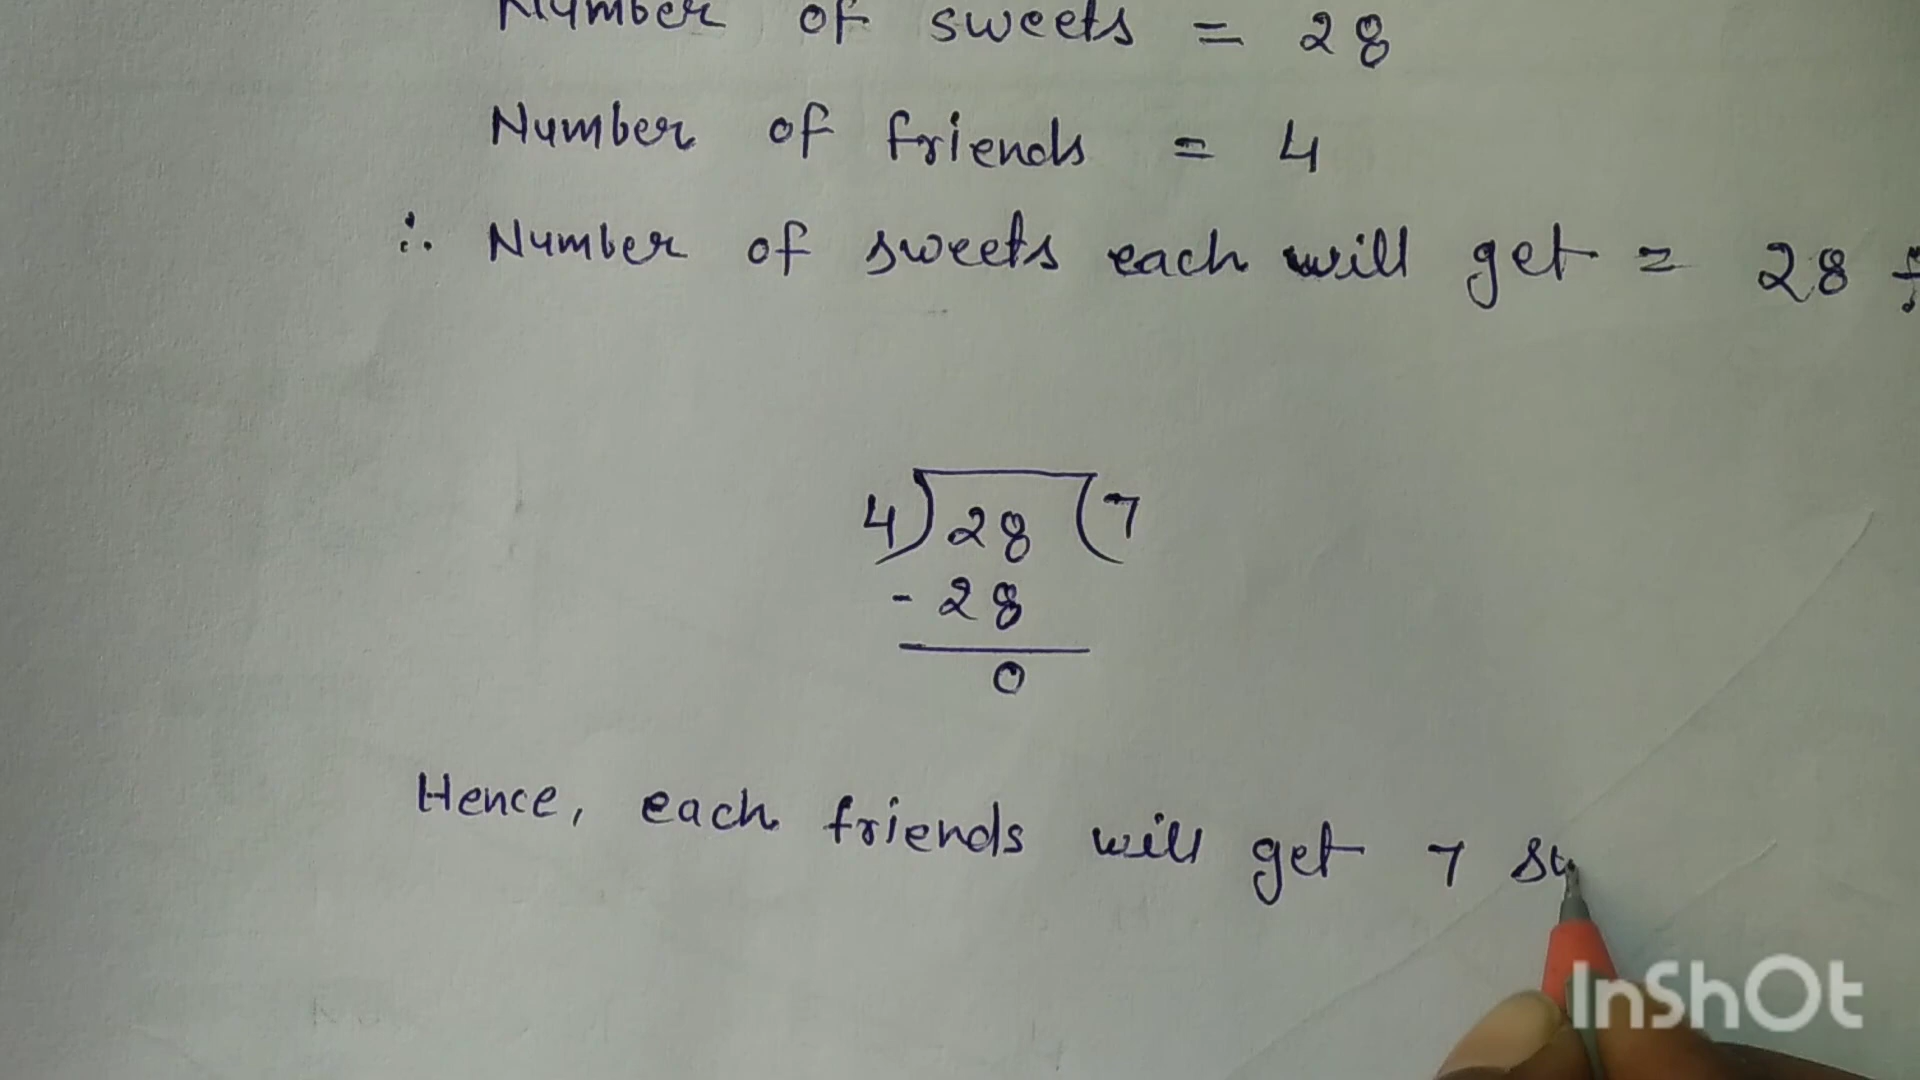 Number of sweets = 28
Number of friends = 4
∴ Number of sweets each will get = 28 ÷
4)28(7
- 28
0
Hence, each friends will get 7
InShOt